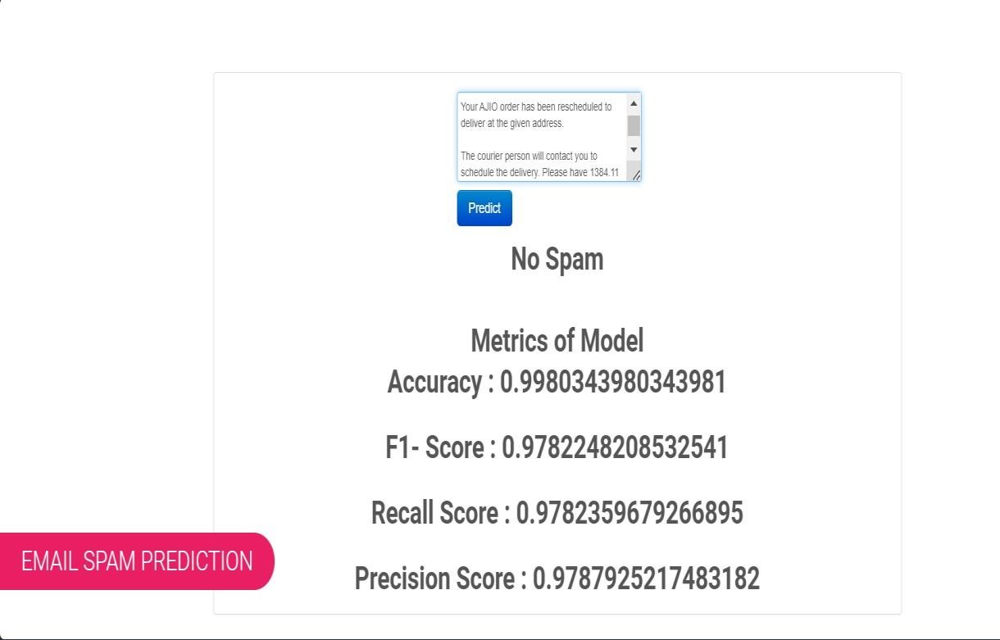 Your AJIO order has been rescheduled to
deliver at the given address.
The courier person will contact you to
schedule the delivery. Please have 1384.11
Predict
No Spam
Metrics of Model
Accuracy : 0.9980343980343981
F1- Score : 0.9782248208532541
Recall Score : 0.9782359679266895
EMAIL SPAM PREDICTION
Precision Score : 0.9787925217483182